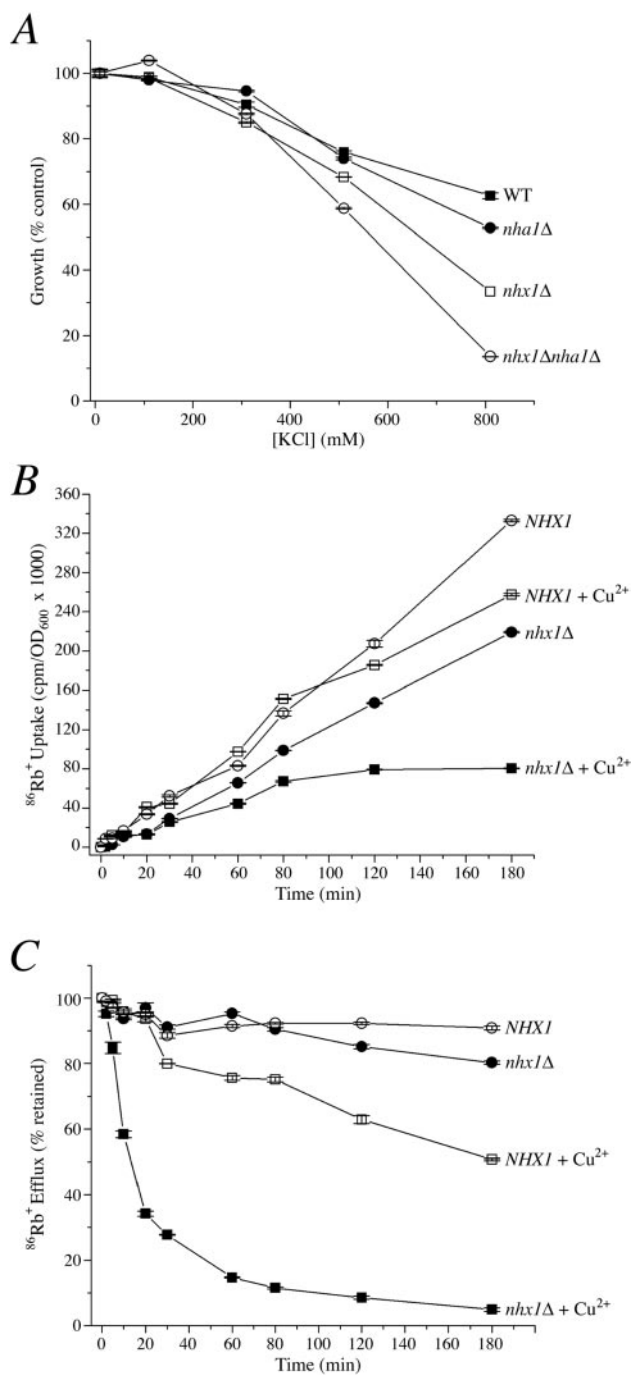 A
100
80
60
40
20
0
Growth (% control)
WT
nha1Δ
nhx1Δ
nhx1Δnha1Δ
0 200 400 600 800
[KCl] (mM)
B
360
320
280
240
200
160
120
80
40
0
⁸⁶Rb⁺ Uptake (cpm/OD₆₀₀ x 1000)
NHX1
NHX1 + Cu²⁺
nhx1Δ
nhx1Δ + Cu²⁺
0 20 40 60 80 100 120 140 160 180
Time (min)
C
100
80
60
40
20
0
⁸⁶Rb⁺ Efflux (% retained)
NHX1
nhx1Δ
NHX1 + Cu²⁺
nhx1Δ + Cu²⁺
0 20 40 60 80 100 120 140 160 180
Time (min)